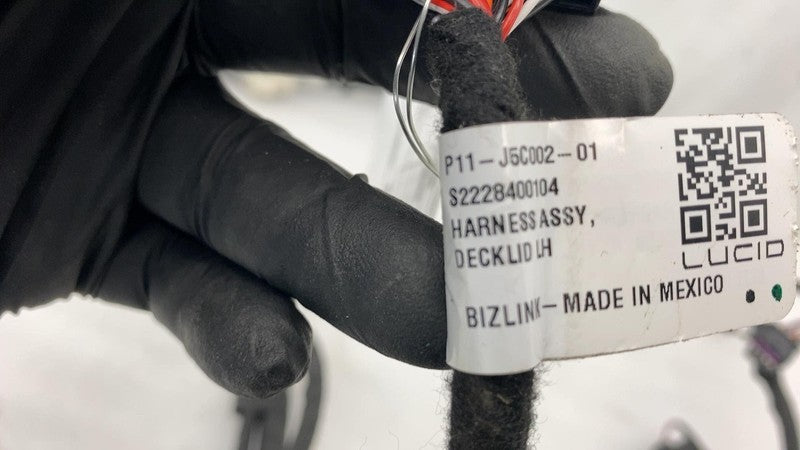 P11-J5C002-01
S2228400104
HARNESS ASSY,
DECKLID LH
LUCID
BIZLINK-MADE IN MEXICO